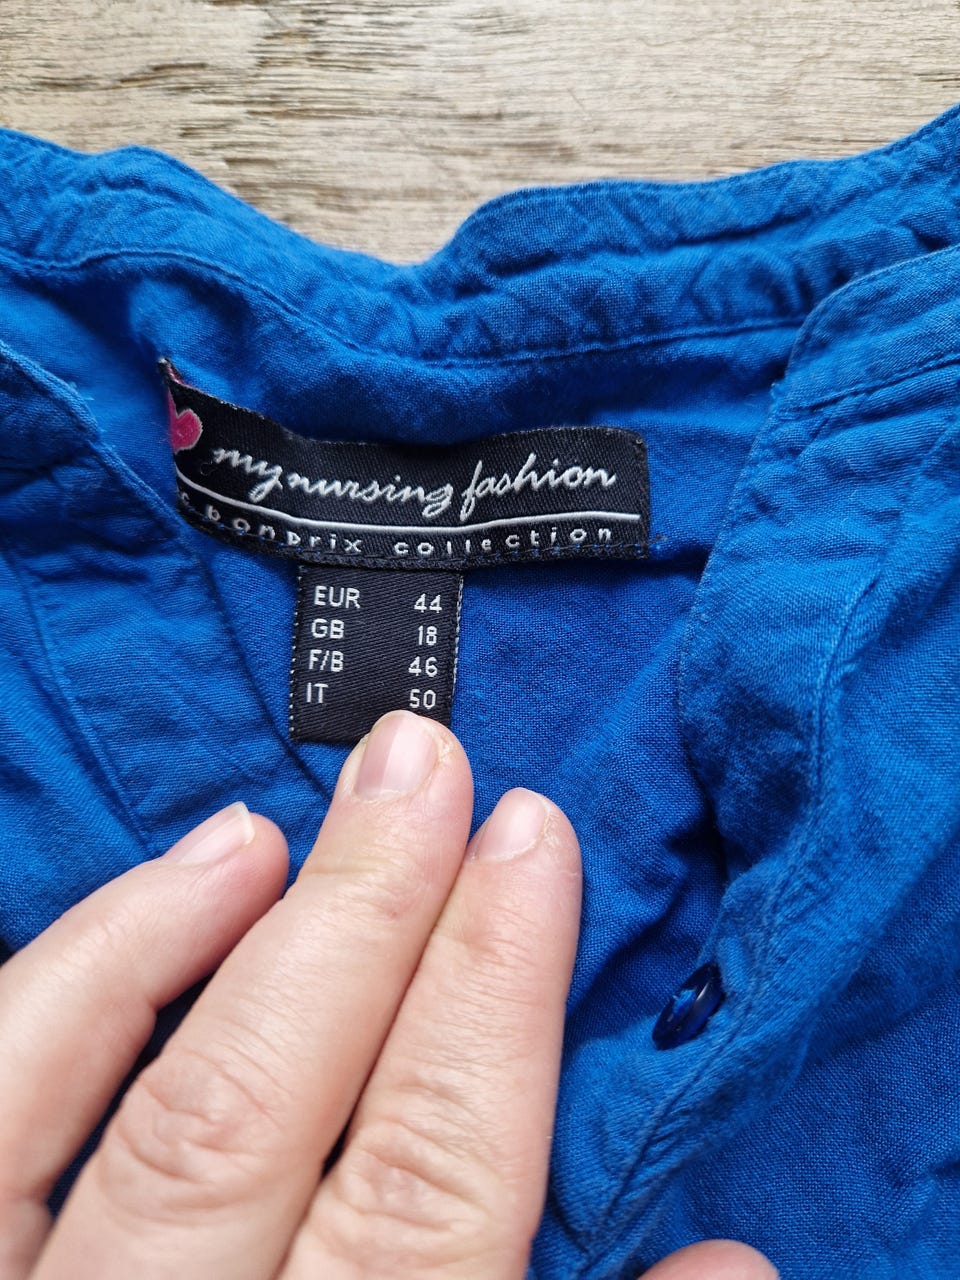 my nursing fashion
bonprix collection
EUR 44
GB 18
F/B 46
IT 50